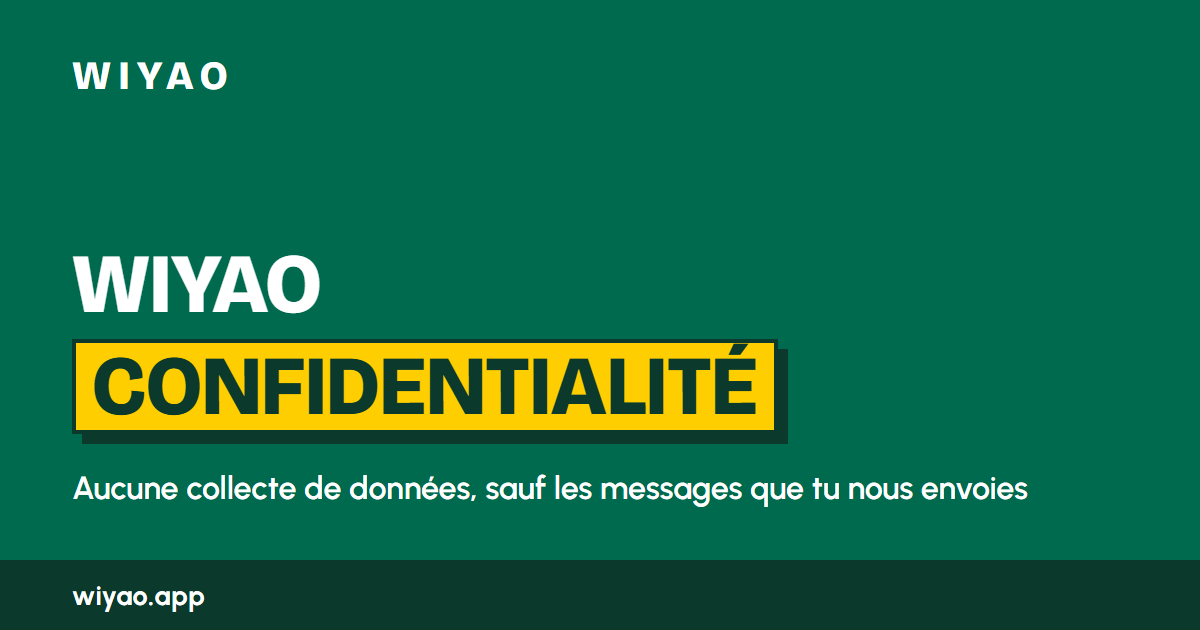 WIYAO
WIYAO
CONFIDENTIALITÉ
Aucune collecte de données, sauf les messages que tu nous envoies
wiyao.app